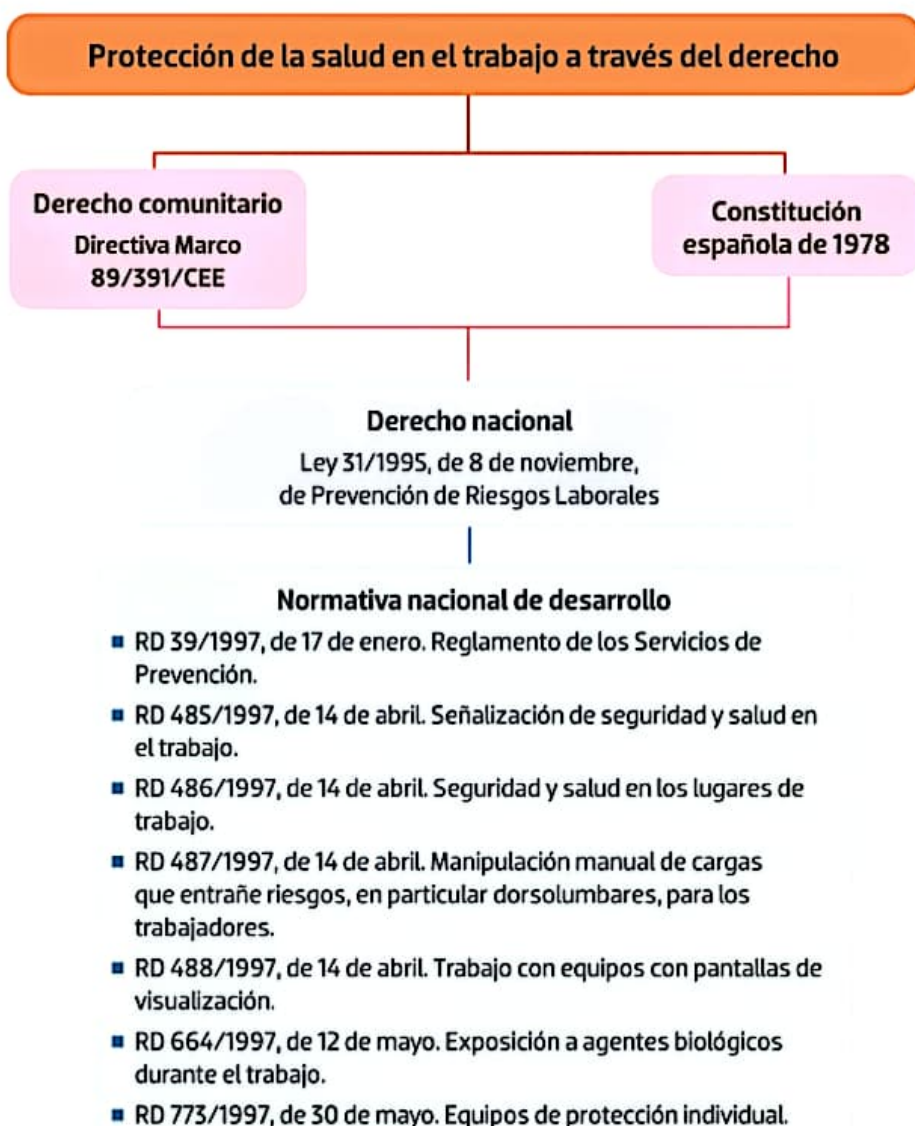 Protección de la salud en el trabajo a través del derecho
Derecho comunitario
Directiva Marco
89/391/CEE
Constitución
española de 1978
Derecho nacional
Ley 31/1995, de 8 de noviembre,
de Prevención de Riesgos Laborales
Normativa nacional de desarrollo
▪ RD 39/1997, de 17 de enero. Reglamento de los Servicios de
Prevención.
▪ RD 485/1997, de 14 de abril. Señalización de seguridad y salud en
el trabajo.
▪ RD 486/1997, de 14 de abril. Seguridad y salud en los lugares de
trabajo.
▪ RD 487/1997, de 14 de abril. Manipulación manual de cargas
que entrañe riesgos, en particular dorsolumbares, para los
trabajadores.
▪ RD 488/1997, de 14 de abril. Trabajo con equipos con pantallas de
visualización.
▪ RD 664/1997, de 12 de mayo. Exposición a agentes biológicos
durante el trabajo.
▪ RD 773/1997, de 30 de mayo. Equipos de protección individual.